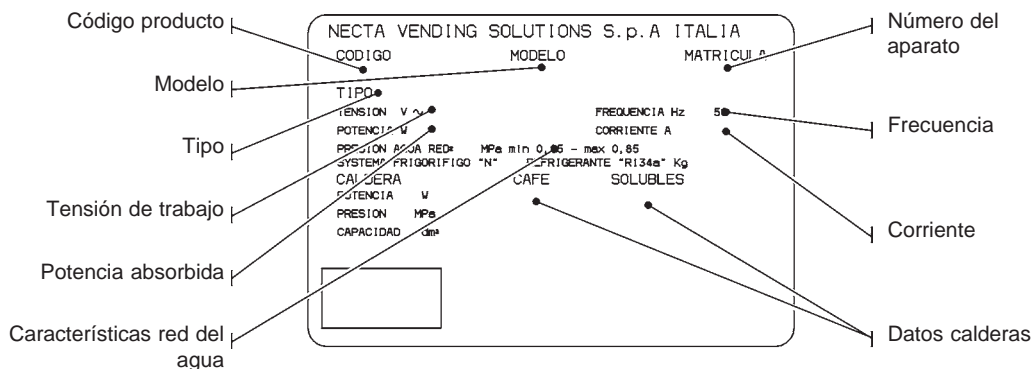 Código producto
Modelo
Tipo
Tensión de trabajo
Potencia absorbida
Características red del
agua
NECTA VENDING SOLUTIONS S.p.A ITALIA
CODIGO MODELO MATRICULA
TIPO
TENSION V ~ FREQUENCIA Hz
POTENCIA W CORRIENTE A
PRESION AGUA RED: MPa min 0,05 - max 0,85
SYSTEMA FRIGORIFIGO "N" REFRIGERANTE "R134a" Kg
CALDERA CAFE SOLUBLES
POTENCIA W
PRESION MPa
CAPACIDAD dm³
Número del
aparato
Frecuencia
Corriente
Datos calderas